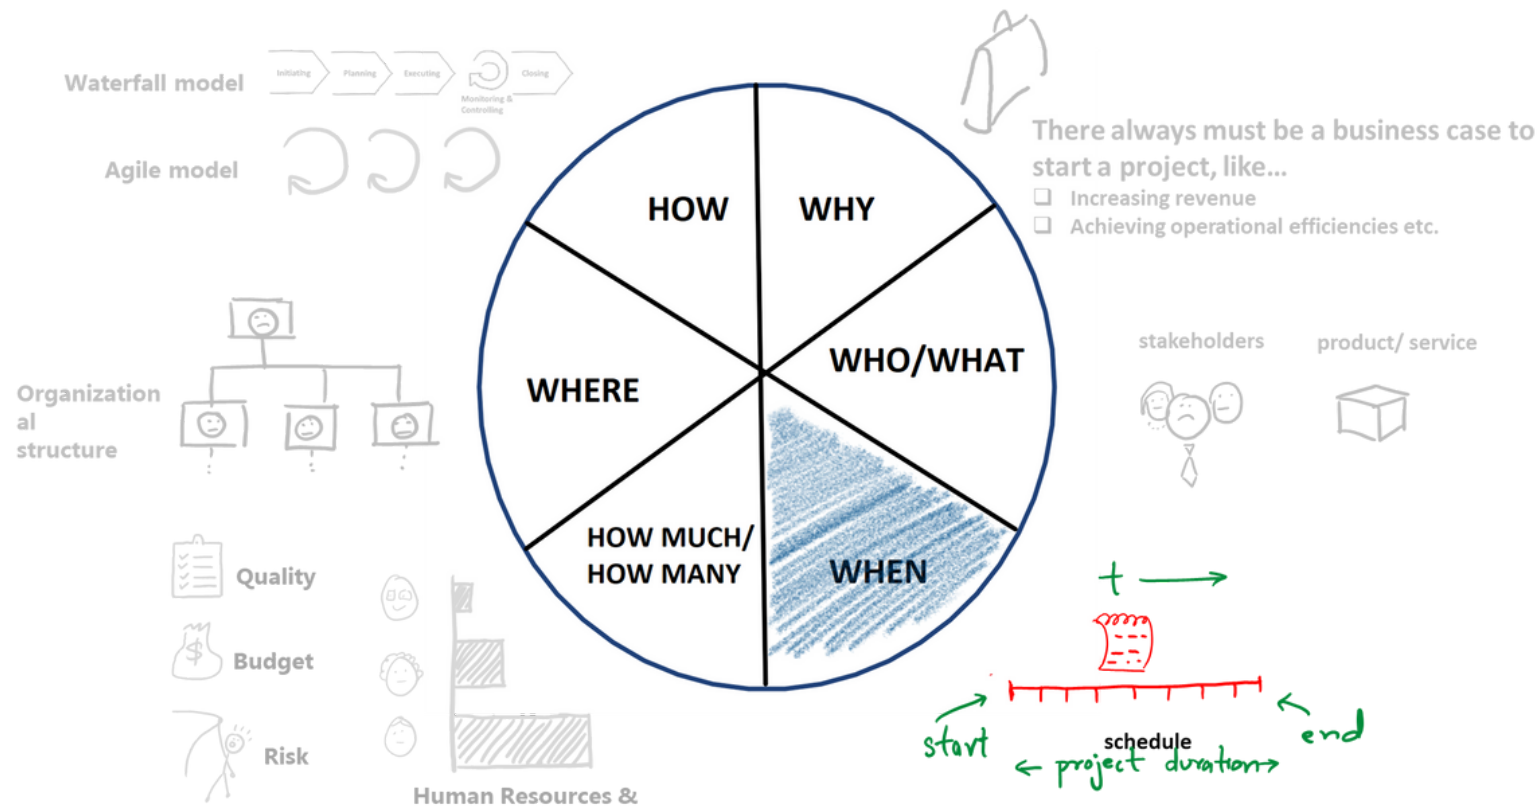 Waterfall model
Initiating
Planning
Executing
Monitoring &
Controlling
Closing
Agile model
There always must be a business case to
start a project, like...
Increasing revenue
Achieving operational efficiencies etc.
HOW
WHY
WHO/WHAT
WHERE
HOW MUCH/
HOW MANY
WHEN
stakeholders
product/ service
Organization
al
structure
Quality
$
Budget
Risk
Human Resources &
t
start
end
schedule
project duration